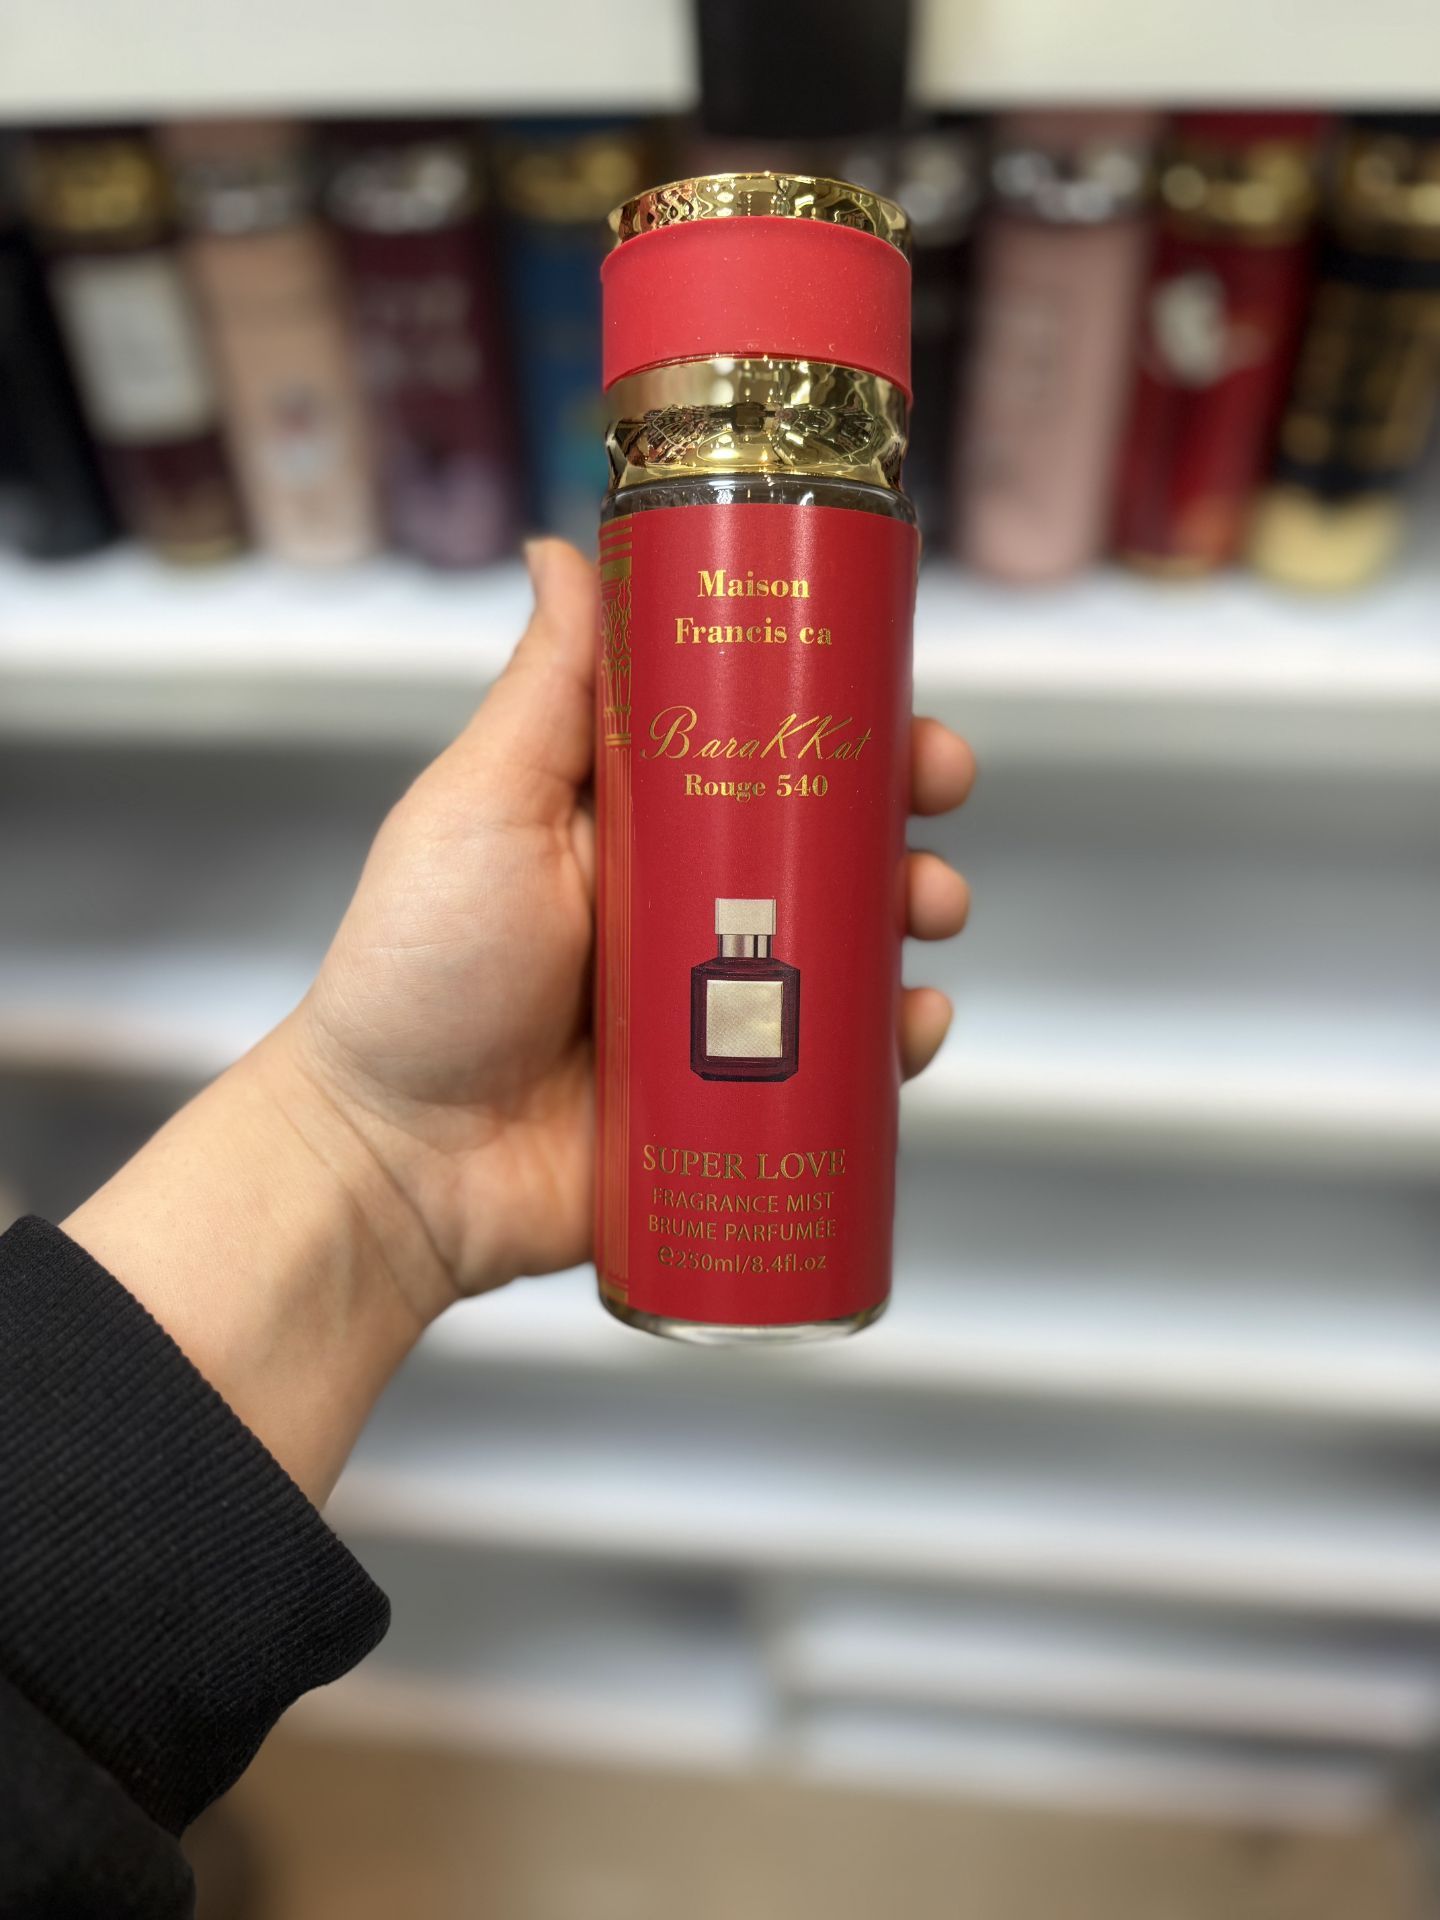 Maison
Francis ca
BaraKKat
Rouge 540
SUPER LOVE
FRAGRANCE MIST
BRUME PARFUMÉE
℮250ml/8.4fl.oz